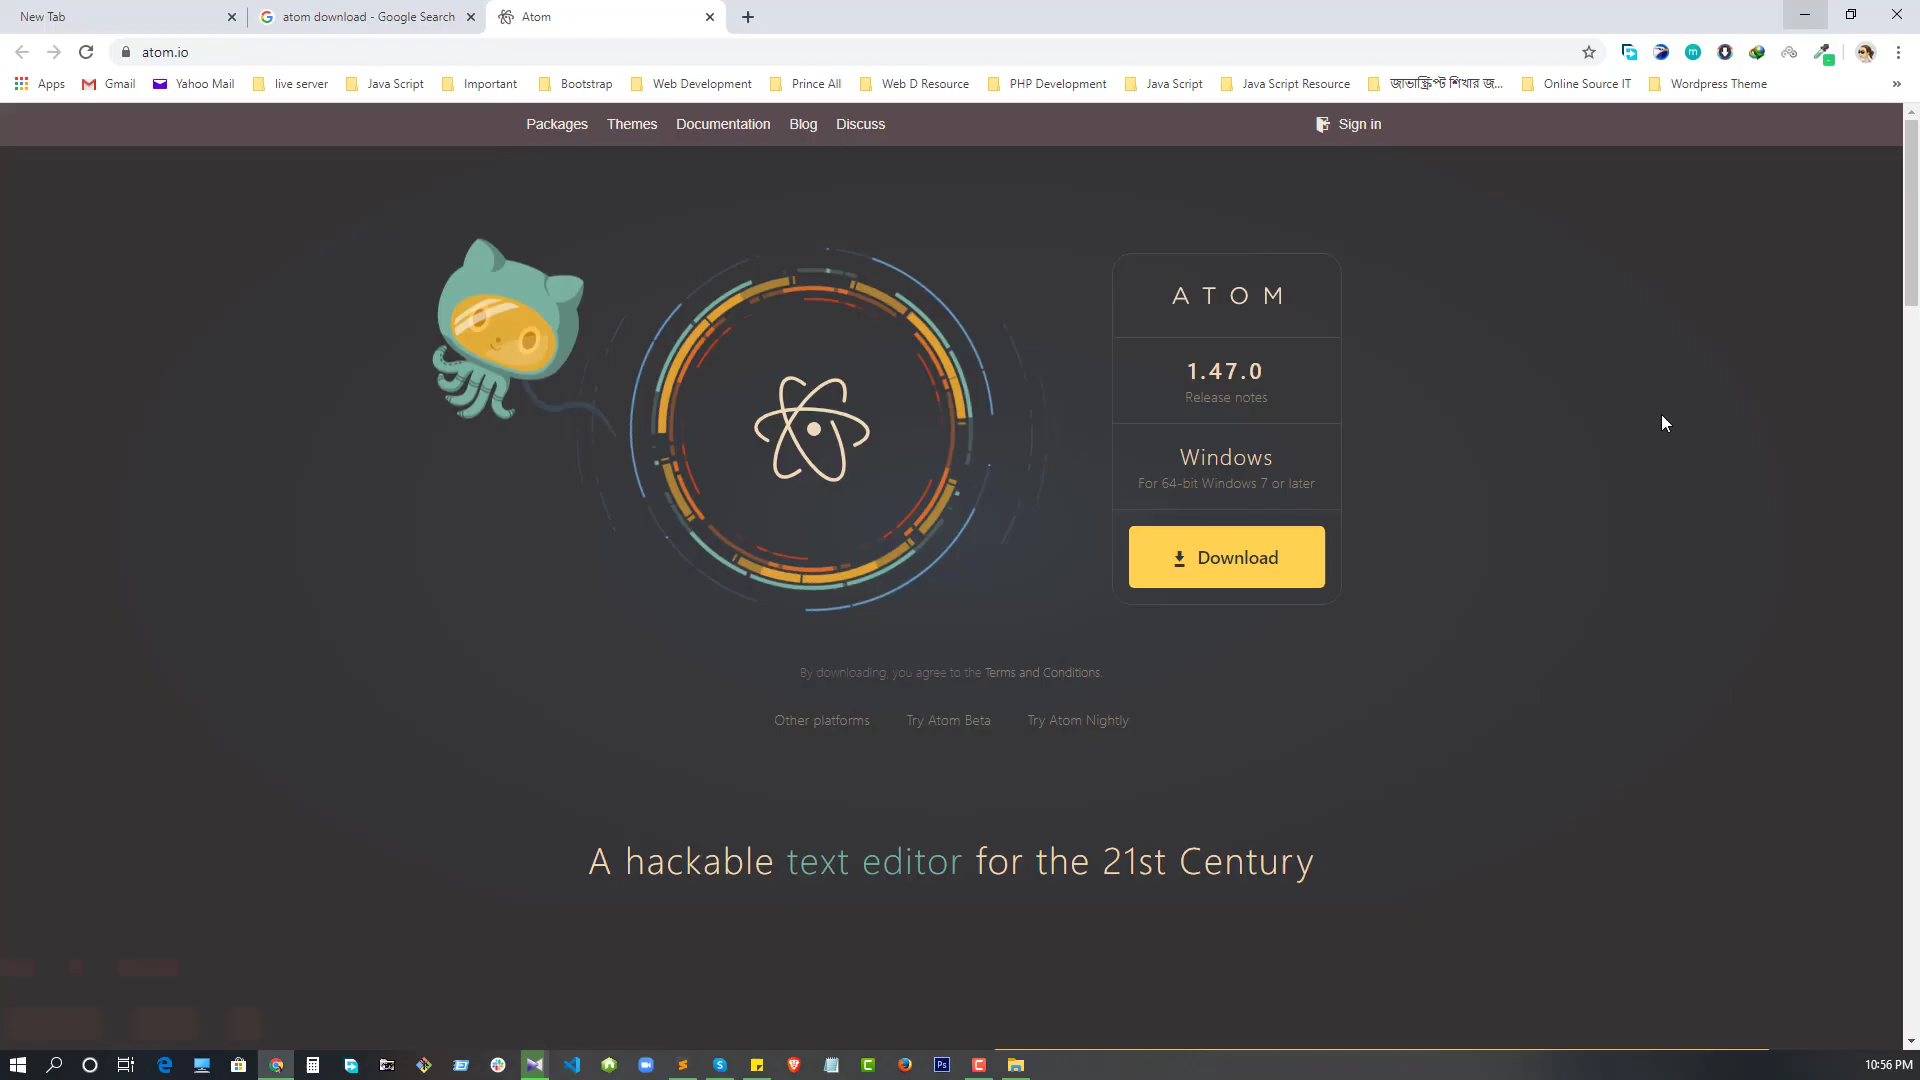 New Tab
atom download - Google Search
Atom
atom.io
Apps
Gmail
Yahoo Mail
live server
Java Script
Important
Bootstrap
Web Development
Prince All
Web D Resource
PHP Development
Java Script
Java Script Resource
জাভাস্ক্রিপ্ট শিখার জ...
Online Source IT
Wordpress Theme
»
Packages
Themes
Documentation
Blog
Discuss
Sign in
ATOM
1.47.0
Release notes
Windows
For 64-bit Windows 7 or later
Download
By downloading, you agree to the Terms and Conditions.
Other platforms
Try Atom Beta
Try Atom Nightly
A hackable text editor for the 21st Century
10:56 PM